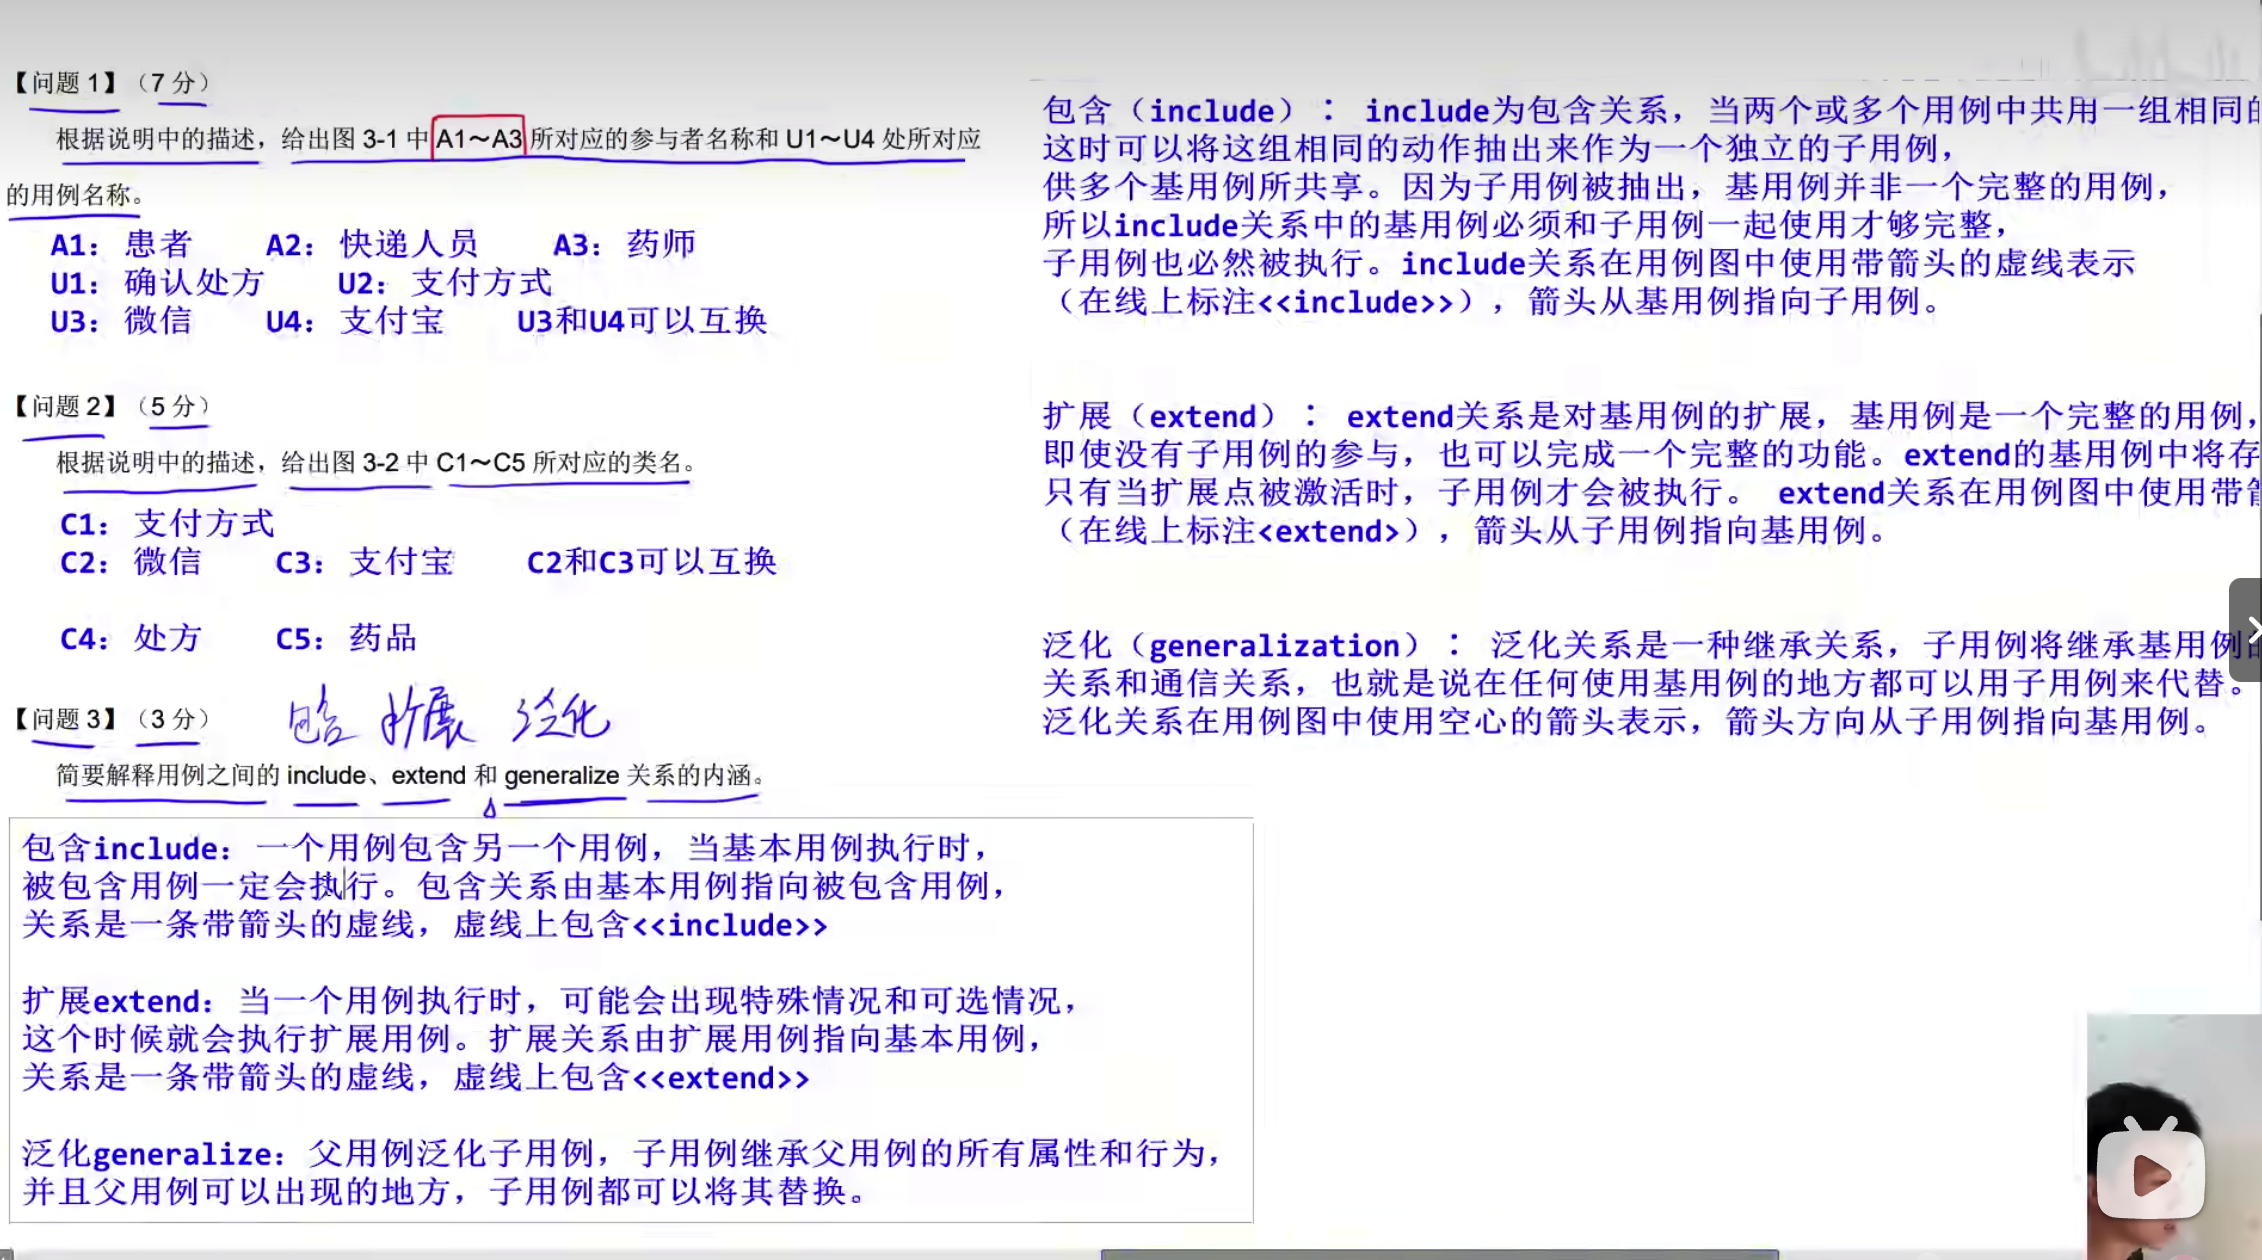 【问题 1】（7 分）
根据说明中的描述，给出图 3-1 中 A1～A3 所对应的参与者名称和 U1～U4 处所对应
的用例名称。
A1：患者 A2：快递人员 A3：药师
U1：确认处方 U2：支付方式
U3：微信 U4：支付宝 U3和U4可以互换
【问题 2】（5 分）
根据说明中的描述，给出图 3-2 中 C1～C5 所对应的类名。
C1：支付方式
C2：微信 C3：支付宝 C2和C3可以互换
C4：处方 C5：药品
【问题 3】（3 分） 包含 扩展 泛化
简要解释用例之间的 include、extend 和 generalize 关系的内涵。
包含include：一个用例包含另一个用例，当基本用例执行时，
被包含用例一定会执行。包含关系由基本用例指向被包含用例，
关系是一条带箭头的虚线，虚线上包含<<include>>
扩展extend：当一个用例执行时，可能会出现特殊情况和可选情况，
这个时候就会执行扩展用例。扩展关系由扩展用例指向基本用例，
关系是一条带箭头的虚线，虚线上包含<<extend>>
泛化generalize：父用例泛化子用例，子用例继承父用例的所有属性和行为，
并且父用例可以出现的地方，子用例都可以将其替换。
包含（include）： include为包含关系，当两个或多个用例中共用一组相同
这时可以将这组相同的动作抽出来作为一个独立的子用例，
供多个基用例所共享。因为子用例被抽出，基用例并非一个完整的用例，
所以include关系中的基用例必须和子用例一起使用才够完整，
子用例也必然被执行。include关系在用例图中使用带箭头的虚线表示
（在线上标注<<include>>），箭头从基用例指向子用例。
扩展（extend）： extend关系是对基用例的扩展，基用例是一个完整的用例，
即使没有子用例的参与，也可以完成一个完整的功能。extend的基用例中将存
只有当扩展点被激活时，子用例才会被执行。 extend关系在用例图中使用带
（在线上标注<extend>），箭头从子用例指向基用例。
泛化（generalization）： 泛化关系是一种继承关系，子用例将继承基用例
关系和通信关系，也就是说在任何使用基用例的地方都可以用子用例来代替。
泛化关系在用例图中使用空心的箭头表示，箭头方向从子用例指向基用例。